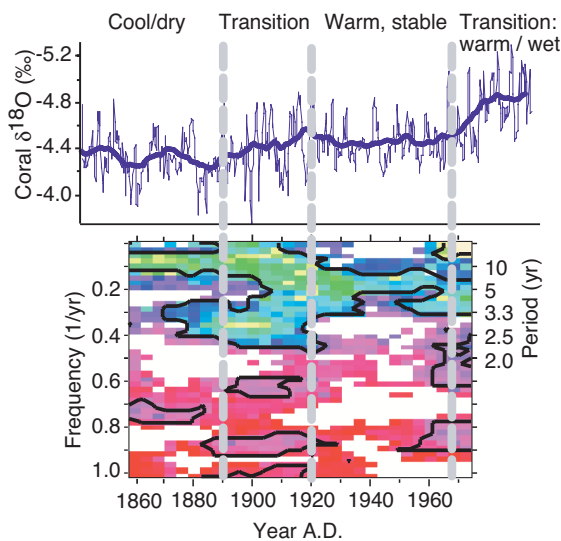 Cool/dry Transition Warm, stable Transition:
warm / wet
Coral δ18O (‰)
-5.2
-4.8
-4.4
-4.0
Frequency (1/yr)
0.2
0.4
0.6
0.8
1.0
10
5
3.3
2.5
2.0
Period (yr)
1860 1880 1900 1920 1940 1960
Year A.D.